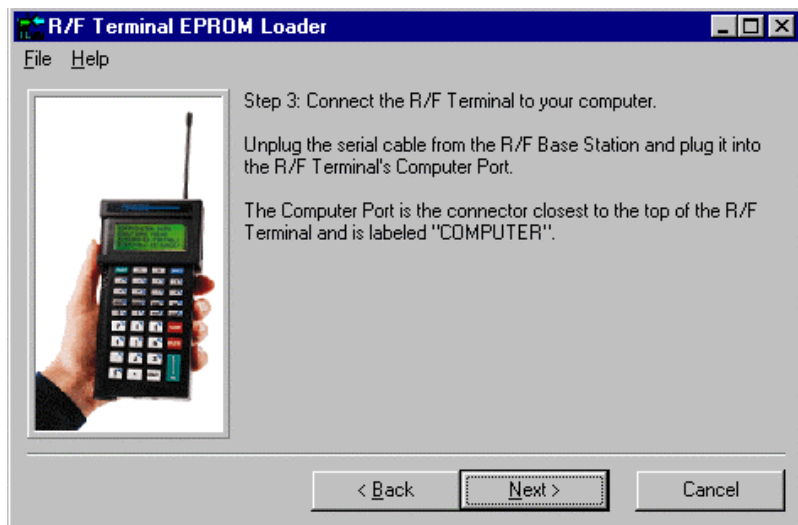 R/F Terminal EPROM Loader
File Help
Step 3: Connect the R/F Terminal to your computer.
Unplug the serial cable from the R/F Base Station and plug it into
the R/F Terminal's Computer Port.
The Computer Port is the connector closest to the top of the R/F
Terminal and is labeled "COMPUTER".
< Back Next > Cancel